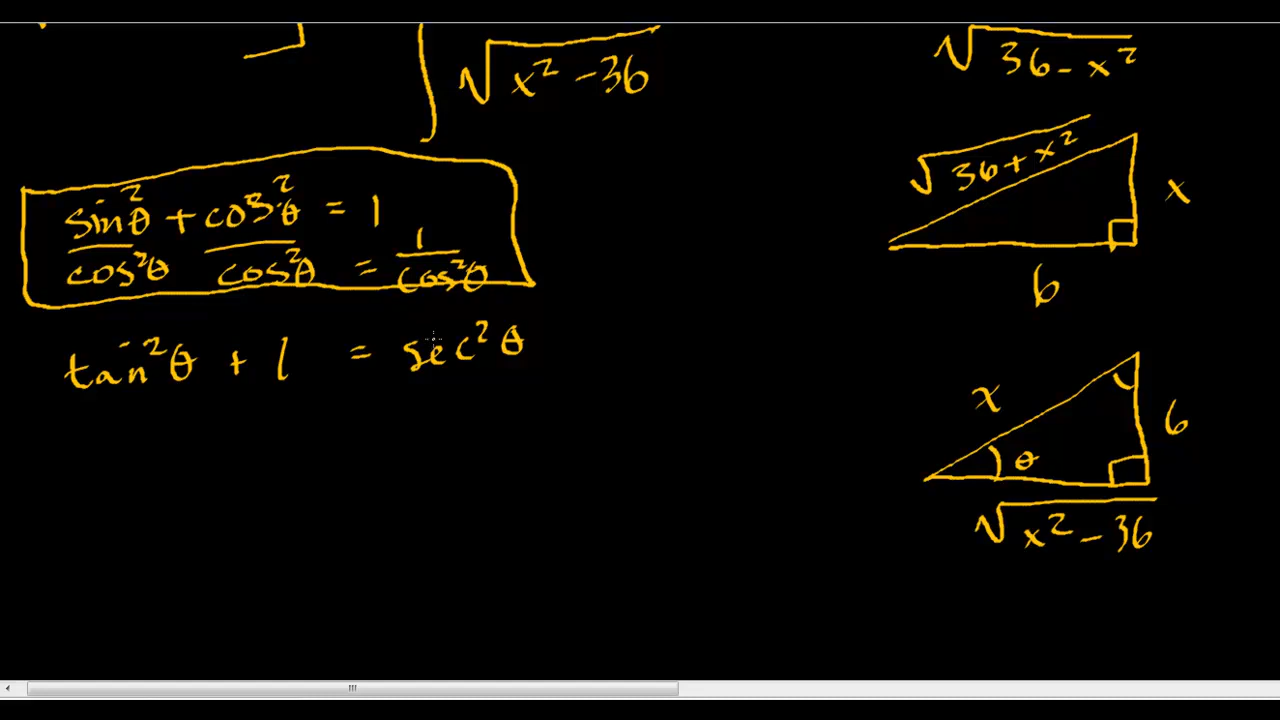 √(x² - 36)
sin²θ + cos²θ = 1
cos²θ cos²θ = 1/cos²θ
tan²θ + 1 = sec²θ
√(36 - x²)
√(36 + x²)
x
6
x
6
θ
√(x² - 36)